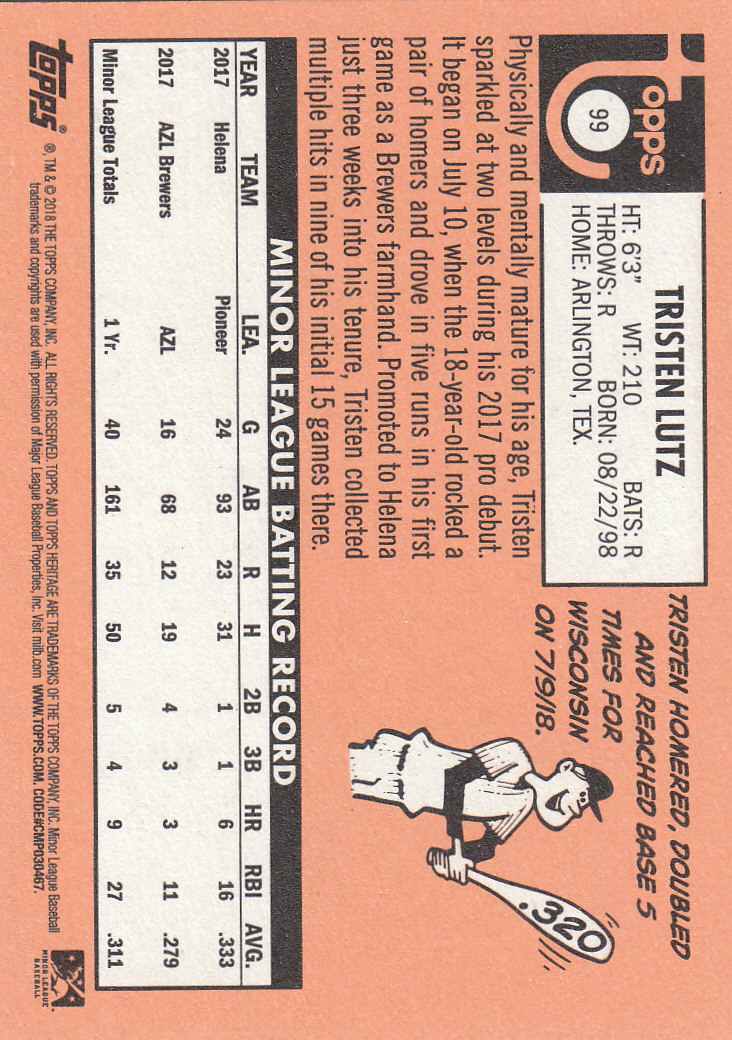 Topps
99
TRISTEN LUTZ
HT: 6'3" WT: 210 BATS: R
THROWS: R BORN: 08/22/98
HOME: ARLINGTON, TEX.
Physically and mentally mature for his age, Tristen
sparkled at two levels during his 2017 pro debut.
It began on July 10, when the 18-year-old rocked a
pair of homers and drove in five runs in his first
game as a Brewers farmhand. Promoted to Helena
just three weeks into his tenure, Tristen collected
multiple hits in nine of his initial 15 games there.
TRISTEN HOMERED, DOUBLED
AND REACHED BASE 5
TIMES FOR
WISCONSIN
ON 7/9/18.
.320
MINOR LEAGUE BATTING RECORD
YEAR TEAM LEA. G AB R H 2B 3B HR RBI AVG.
2017 Helena Pioneer 24 93 23 31 1 1 6 16 .333
2017 AZL Brewers AZL 16 68 12 19 4 3 3 11 .279
Minor League Totals 1 Yr. 40 161 35 50 5 4 9 27 .311
topps® ®, TM & © 2018 THE TOPPS COMPANY, INC. ALL RIGHTS RESERVED. TOPPS AND TOPPS HERITAGE ARE TRADEMARKS OF THE TOPPS COMPANY, INC. Minor League Baseball
trademarks and copyrights are used with permission of Major League Baseball Properties, Inc. Visit milb.com WWW.TOPPS.COM. CODE#CMP030467.
MINOR LEAGUE
BASEBALL